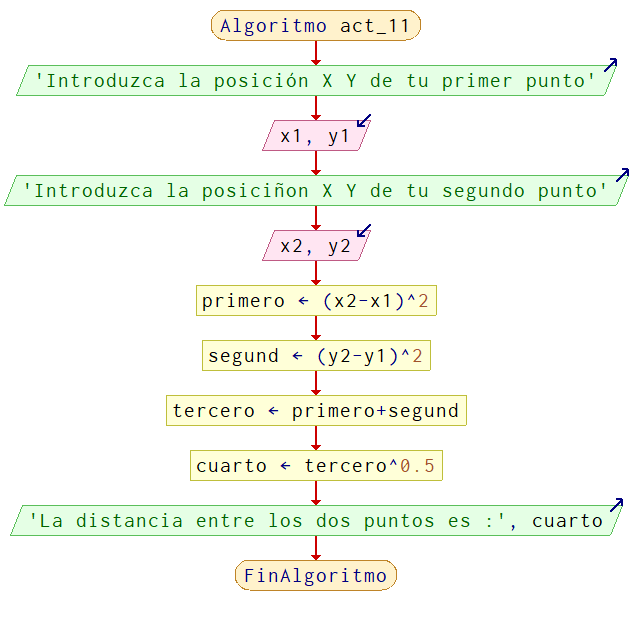 Algoritmo act_11
'Introduzca la posición X Y de tu primer punto'
x1, y1
'Introduzca la posiciñon X Y de tu segundo punto'
x2, y2
primero ← (x2-x1)^2
segund ← (y2-y1)^2
tercero ← primero+segund
cuarto ← tercero^0.5
'La distancia entre los dos puntos es :', cuarto
FinAlgoritmo